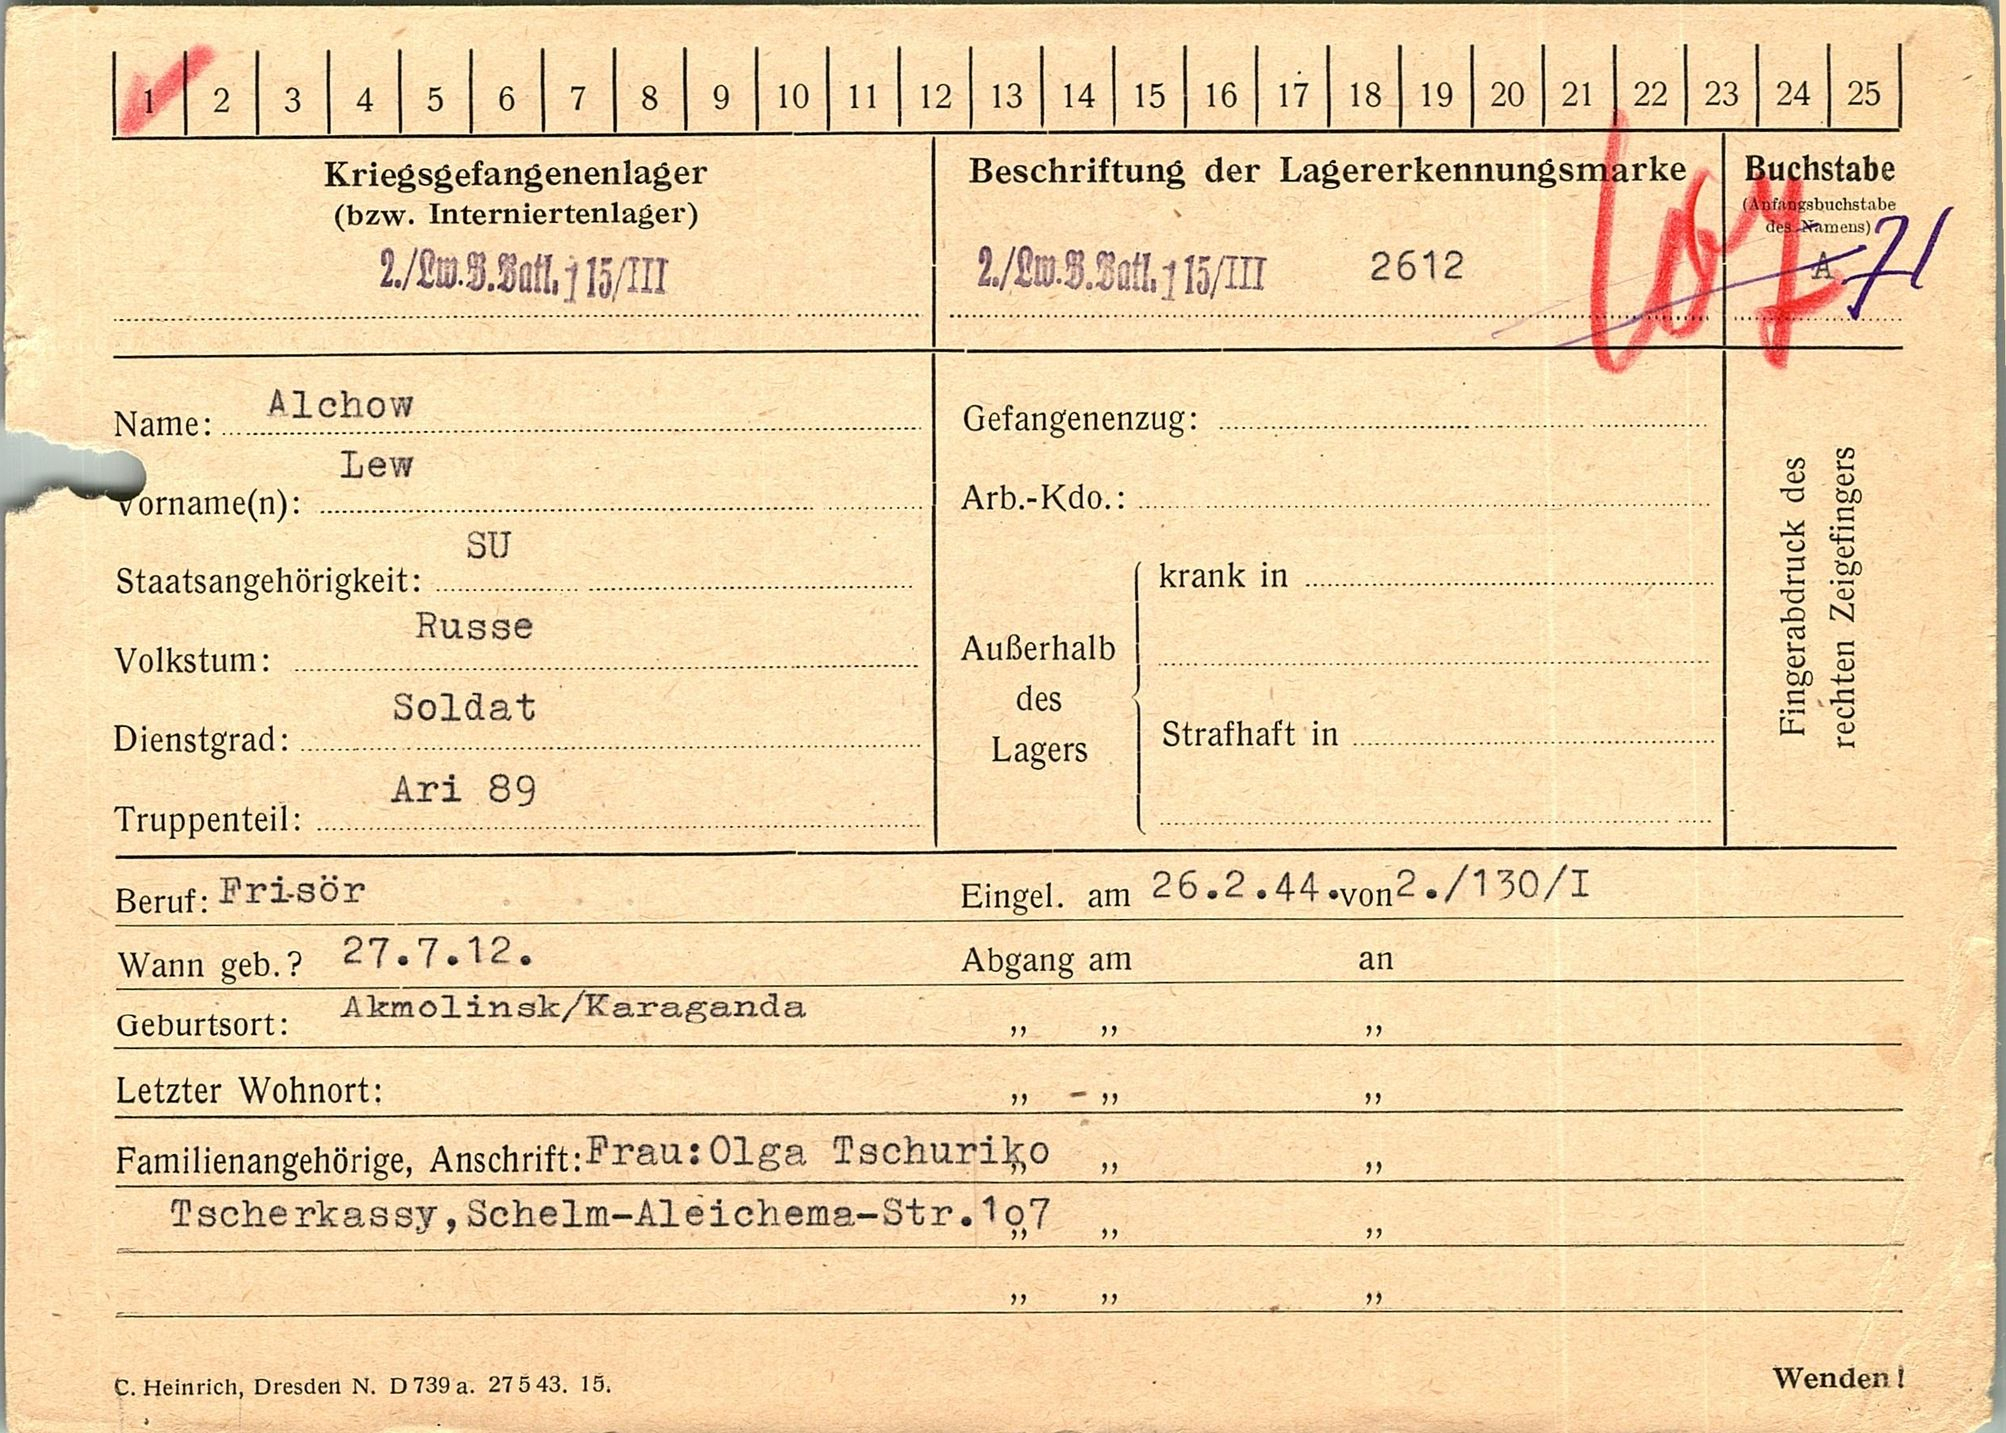 1 2 3 4 5 6 7 8 9 10 11 12 13 14 15 16 17 18 19 20 21 22 23 24 25
Kriegsgefangenenlager
(bzw. Interniertenlager)
2./Lw.B.Batl. 115/III
Beschriftung der Lagererkennungsmarke
2./Lw.B.Batl. 115/III 2612
Buchstabe
(Anfangsbuchstabe
des Namens)
A 71
Name: Alchow
Vorname(n): Lew
Staatsangehörigkeit: SU
Volkstum: Russe
Dienstgrad: Soldat
Truppenteil: Ari 89
Gefangenenzug:
Arb.-Kdo.:
Außerhalb
des
Lagers
krank in
Strafhaft in
Fingerabdruck des
rechten Zeigefingers
Beruf: Frisör Eingel. am 26.2.44. von 2./130/I
Wann geb.? 27.7.12. Abgang am an
Geburtsort: Akmolinsk/Karaganda „ „ „
Letzter Wohnort: „ „ „
Familienangehörige, Anschrift: Frau:Olga Tschuriko „ „ „
Tscherkassy,Schelm-Aleichema-Str.1o7 „ „ „
„ „ „
C. Heinrich, Dresden N. D 739 a. 27 5 43. 15.
Wenden!